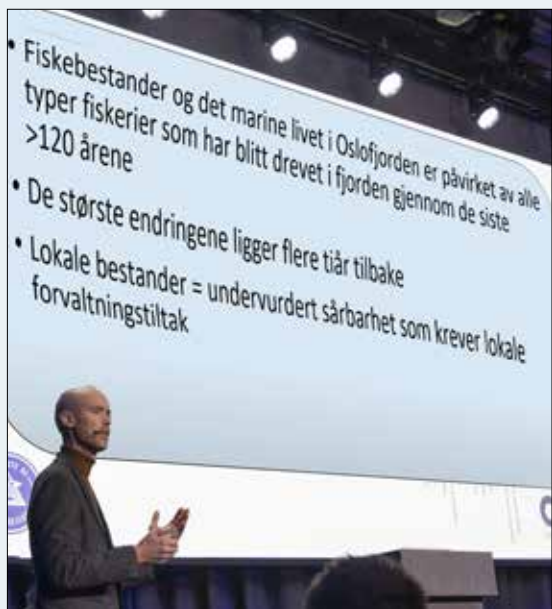 • Fiskebestander og det marine livet i Oslofjorden er påvirket av alle
typer fiskerier som har blitt drevet i fjorden gjennom de siste
>120 årene
• De største endringene ligger flere tiår tilbake
• Lokale bestander = undervurdert sårbarhet som krever lokale
forvaltningstiltak